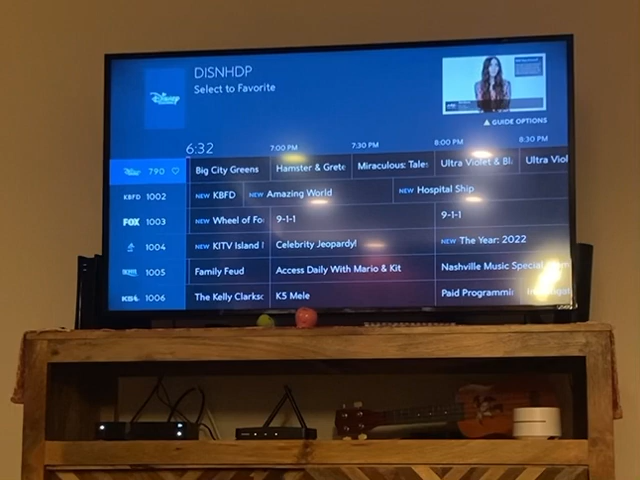 DISNHDP
Select to Favorite
Disney
GUIDE OPTIONS
6:32
7:00 PM
7:30 PM
8:00 PM
8:30 PM
790 Big City Greens Hamster & Grete Miraculous: Tale Ultra Violet & Bl Ultra Viol
KBFD 1002 NEW KBFD NEW Amazing World NEW Hospital Ship
FOX 1003 NEW Wheel of Fo 9-1-1 9-1-1
1004 NEW KITV Island Celebrity Jeopardy! NEW The Year: 2022
1005 Family Feud Access Daily With Mario & Kit Nashville Music Special
K5 1006 The Kelly Clarkso K5 Mele Paid Programmi